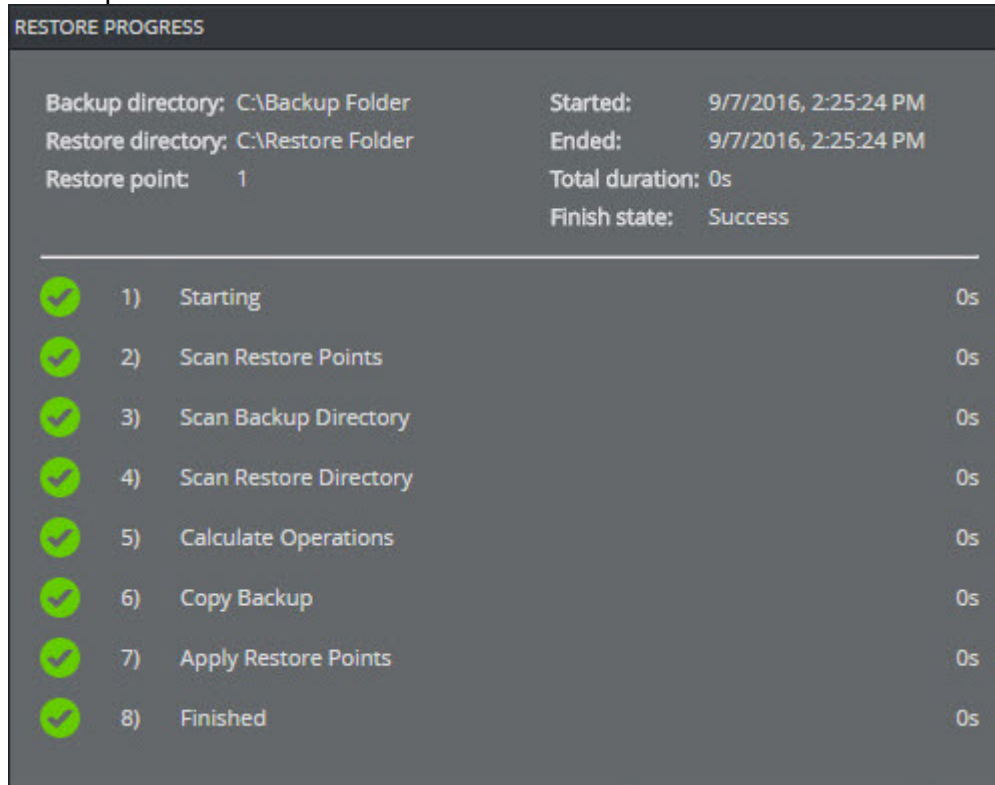 RESTORE PROGRESS
Backup directory: C:\Backup Folder
Restore directory: C:\Restore Folder
Restore point: 1
Started: 9/7/2016, 2:25:24 PM
Ended: 9/7/2016, 2:25:24 PM
Total duration: 0s
Finish state: Success
1) Starting 0s
2) Scan Restore Points 0s
3) Scan Backup Directory 0s
4) Scan Restore Directory 0s
5) Calculate Operations 0s
6) Copy Backup 0s
7) Apply Restore Points 0s
8) Finished 0s